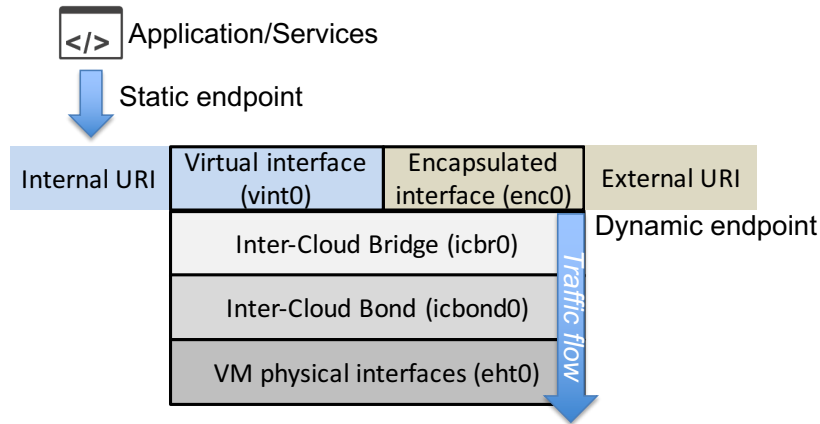 </> Application/Services
Static endpoint
Internal URI
Virtual interface
(vint0)
Encapsulated
interface (enc0)
External URI
Dynamic endpoint
Inter-Cloud Bridge (icbr0)
Inter-Cloud Bond (icbond0)
VM physical interfaces (eht0)
Traffic flow